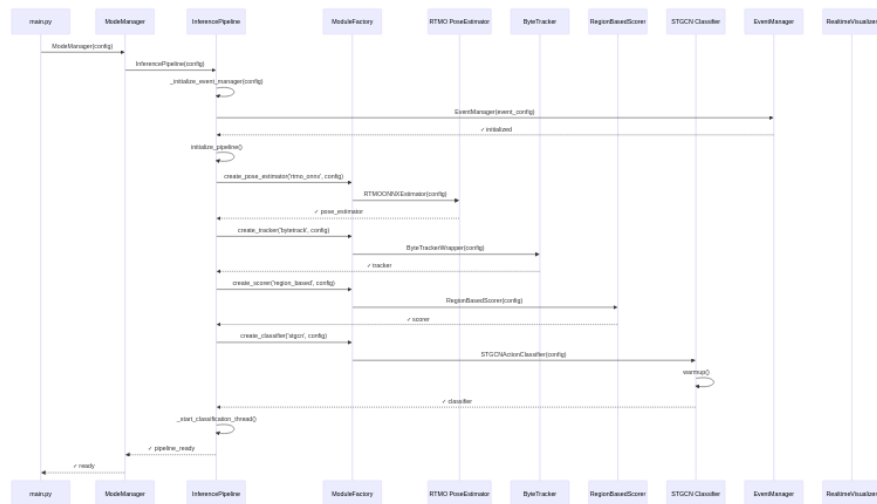 main.py ModeManager InferencePipeline ModuleFactory RTMO PoseEstimator ByteTracker RegionBasedScorer STGCN Classifier EventManager RealtimeVisualizer
ModeManager(config)
InferencePipeline(config)
_initialize_event_manager(config)
EventManager(event_config)
✓ initialized
initialize_pipeline()
create_pose_estimator('rtmo_onnx', config)
RTMOONNXEstimator(config)
✓ pose_estimator
create_tracker('bytetrack', config)
ByteTrackerWrapper(config)
✓ tracker
create_scorer('region_based', config)
RegionBasedScorer(config)
✓ scorer
create_classifier('stgcn', config)
STGCNActionClassifier(config)
warmup()
✓ classifier
_start_classification_thread()
✓ pipeline_ready
✓ ready
main.py ModeManager InferencePipeline ModuleFactory RTMO PoseEstimator ByteTracker RegionBasedScorer STGCN Classifier EventManager RealtimeVisualizer